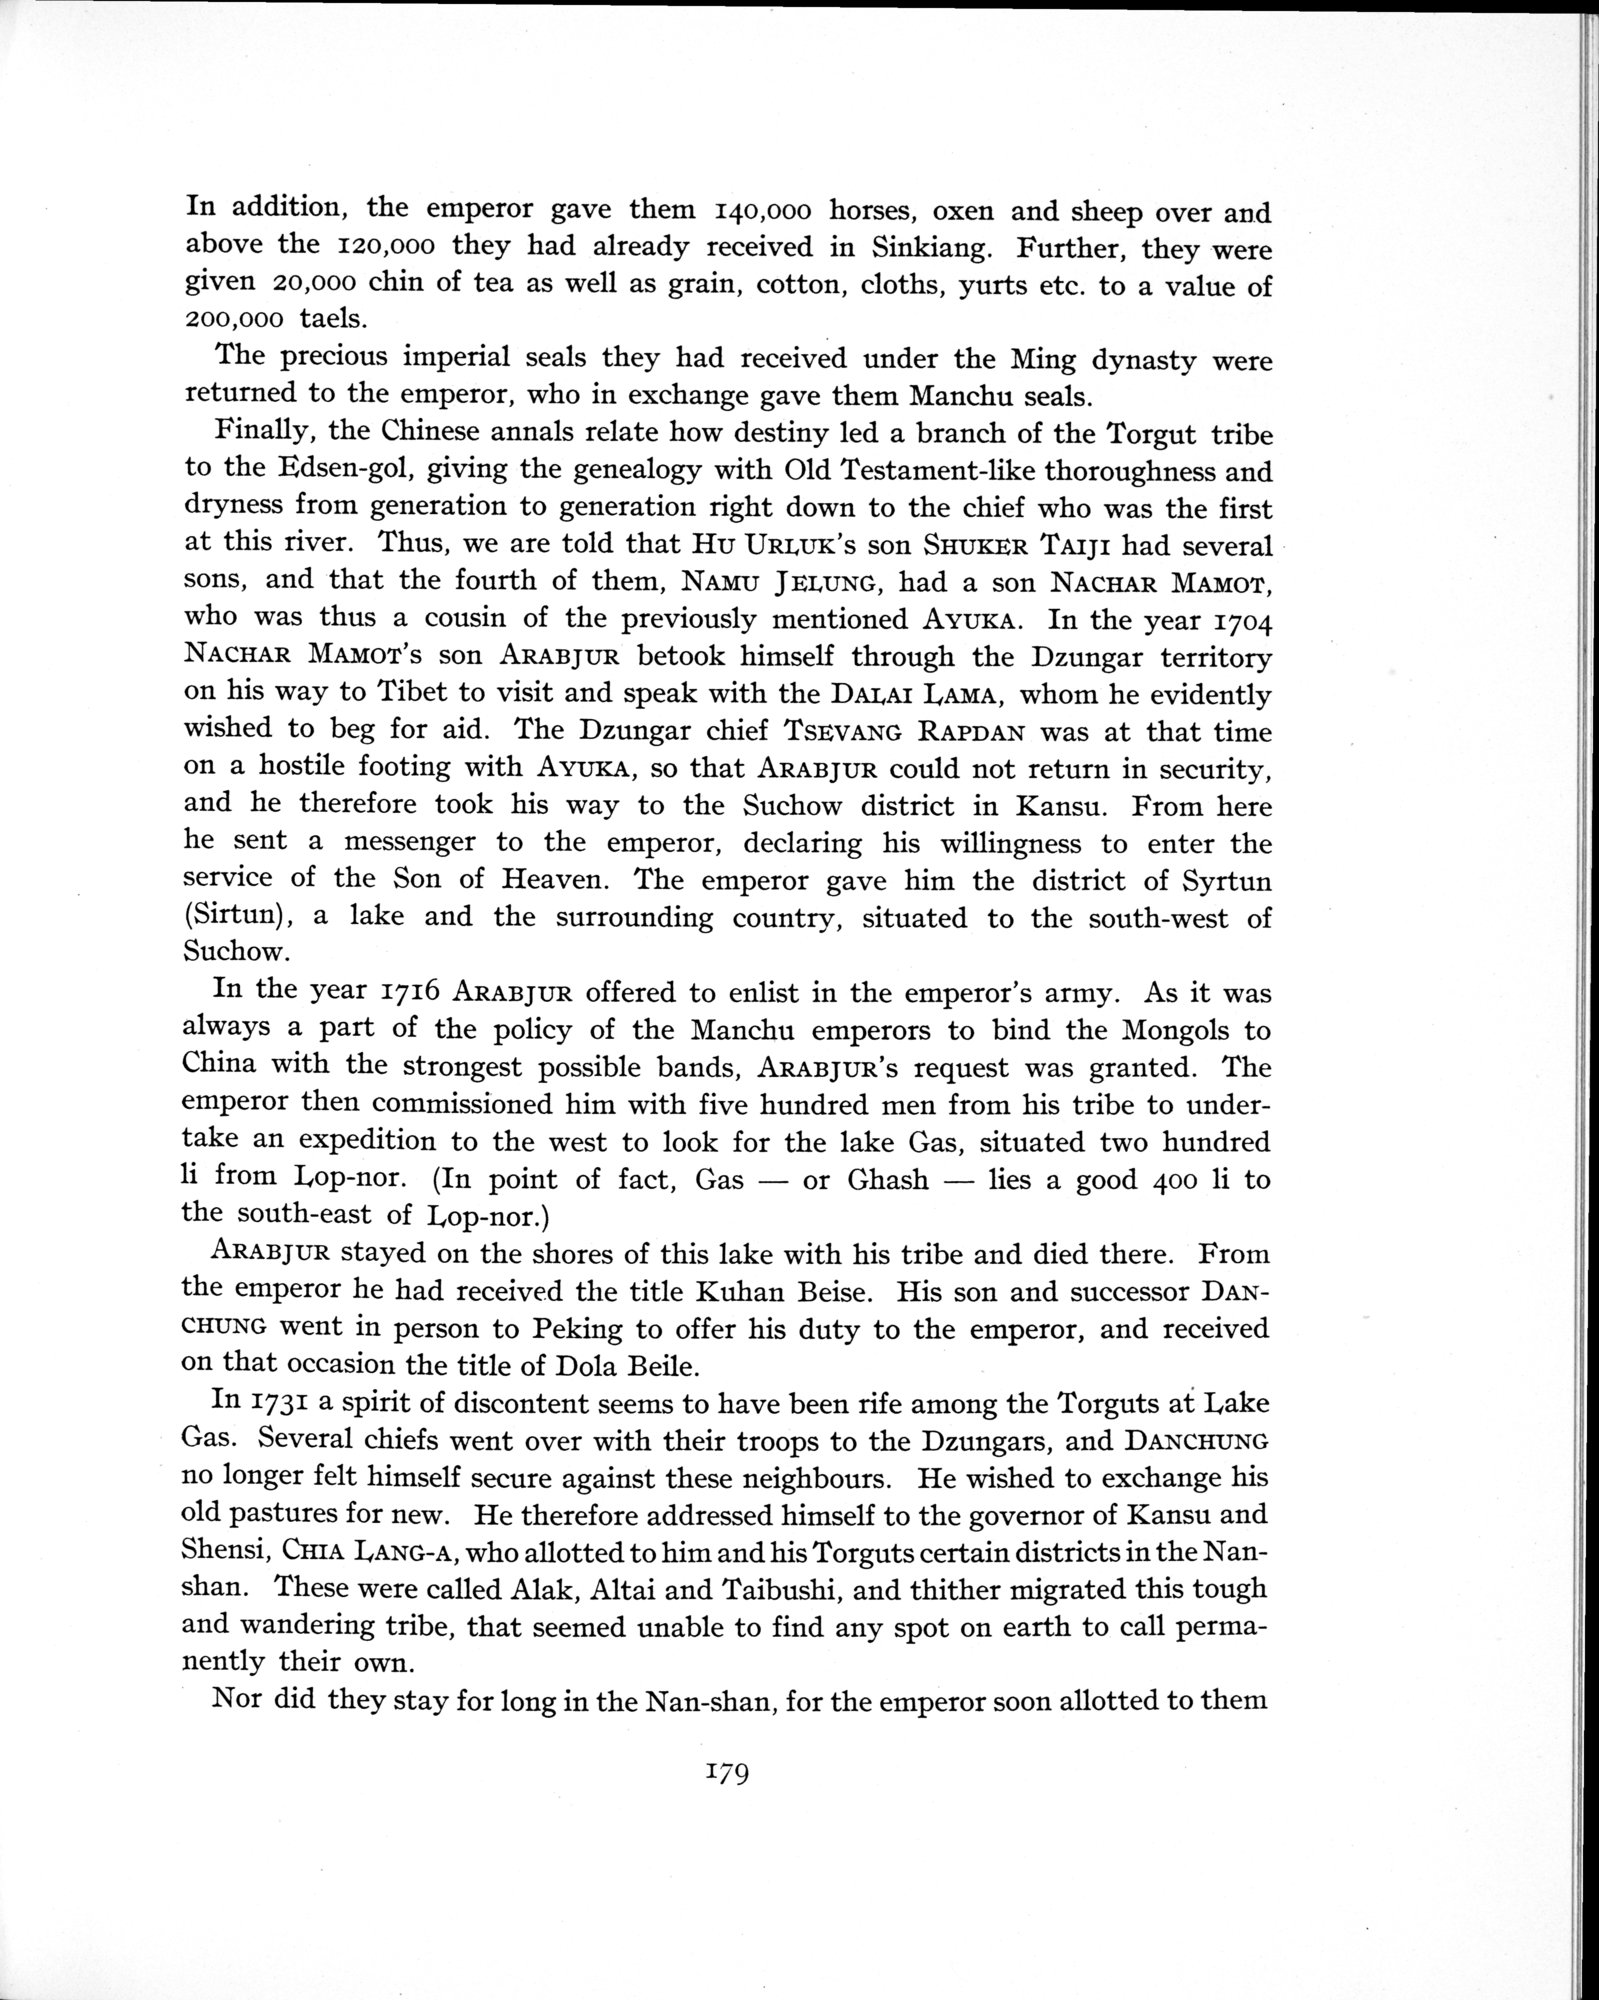 In addition, the emperor gave them 140,000 horses, oxen and sheep over and
above the 120,000 they had already received in Sinkiang. Further, they were
given 20,000 chin of tea as well as grain, cotton, cloths, yurts etc. to a value of
200,000 taels.
The precious imperial seals they had received under the Ming dynasty were
returned to the emperor, who in exchange gave them Manchu seals.
Finally, the Chinese annals relate how destiny led a branch of the Torgut tribe
to the Edsen-gol, giving the genealogy with Old Testament-like thoroughness and
dryness from generation to generation right down to the chief who was the first
at this river. Thus, we are told that HU URLUK's son SHUKER TAIJI had several
sons, and that the fourth of them, NAMU JELUNG, had a son NACHAR MAMOT,
who was thus a cousin of the previously mentioned AYUKA. In the year 1704
NACHAR MAMOT's son ARABJUR betook himself through the Dzungar territory
on his way to Tibet to visit and speak with the DALAI LAMA, whom he evidently
wished to beg for aid. The Dzungar chief TSEVANG RAPDAN was at that time
on a hostile footing with AYUKA, so that ARABJUR could not return in security,
and he therefore took his way to the Suchow district in Kansu. From here
he sent a messenger to the emperor, declaring his willingness to enter the
service of the Son of Heaven. The emperor gave him the district of Syrtun
(Sirtun), a lake and the surrounding country, situated to the south-west of
Suchow.
In the year 1716 ARABJUR offered to enlist in the emperor's army. As it was
always a part of the policy of the Manchu emperors to bind the Mongols to
China with the strongest possible bands, ARABJUR's request was granted. The
emperor then commissioned him with five hundred men from his tribe to under-
take an expedition to the west to look for the lake Gas, situated two hundred
li from Lop-nor. (In point of fact, Gas — or Ghash — lies a good 400 li to
the south-east of Lop-nor.)
ARABJUR stayed on the shores of this lake with his tribe and died there. From
the emperor he had received the title Kuhan Beise. His son and successor DAN-
CHUNG went in person to Peking to offer his duty to the emperor, and received
on that occasion the title of Dola Beile.
In 1731 a spirit of discontent seems to have been rife among the Torguts at Lake
Gas. Several chiefs went over with their troops to the Dzungars, and DANCHUNG
no longer felt himself secure against these neighbours. He wished to exchange his
old pastures for new. He therefore addressed himself to the governor of Kansu and
Shensi, CHIA LANG-A, who allotted to him and his Torguts certain districts in the Nan-
shan. These were called Alak, Altai and Taibushi, and thither migrated this tough
and wandering tribe, that seemed unable to find any spot on earth to call perma-
nently their own.
Nor did they stay for long in the Nan-shan, for the emperor soon allotted to them
179